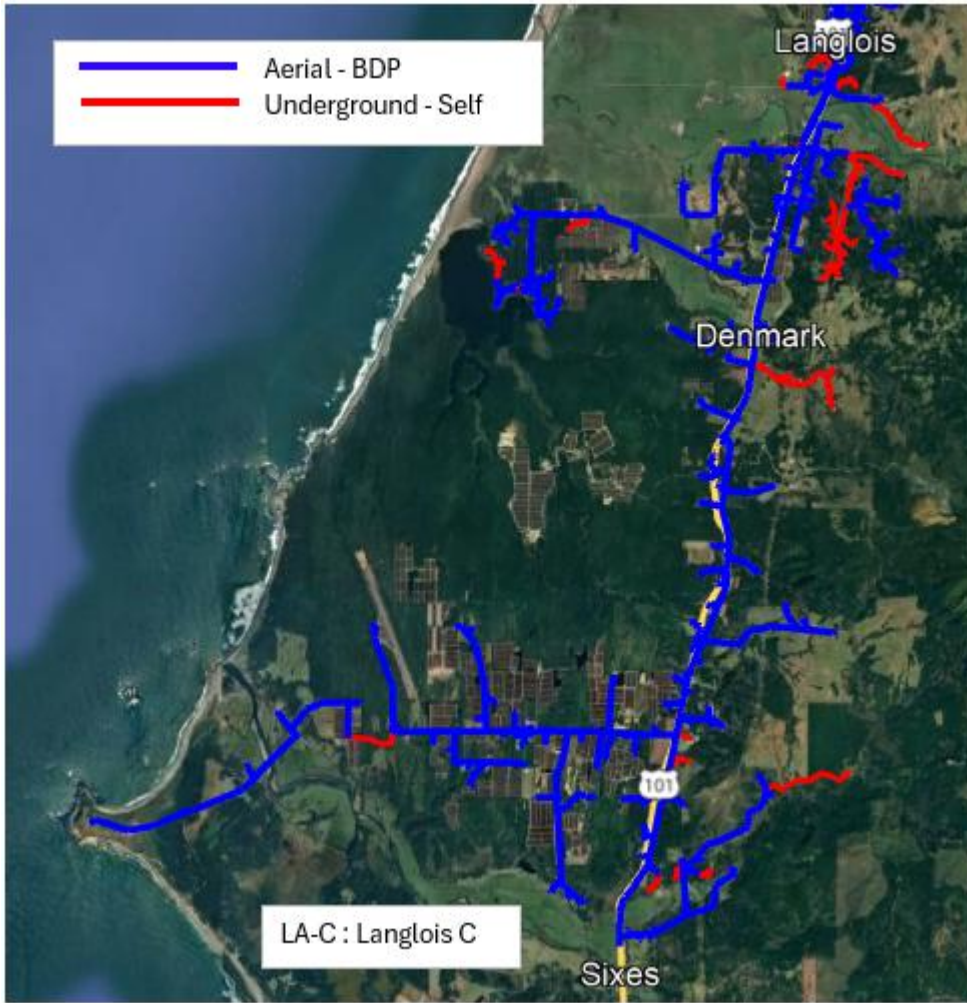 Langlois
Aerial - BDP
Underground - Self
Denmark
101
LA-C : Langlois C
Sixes